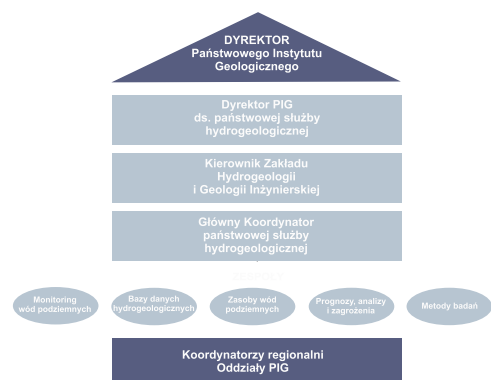 DYREKTOR
Państwowego Instytutu
Geologicznego
Dyrektor PIG
ds. państwowej służby
hydrogeologicznej
Kierownik Zakładu
Hydrogeologii
i Geologii Inżynierskiej
Główny Koordynator
państwowej służby
hydrogeologicznej
Monitoring
wód podziemnych
Bazy danych
hydrogeologicznych
Zasoby wód
podziemnych
Prognozy, analizy
i zagrożenia
Metody badań
Koordynatorzy regionalni
Oddziały PIG